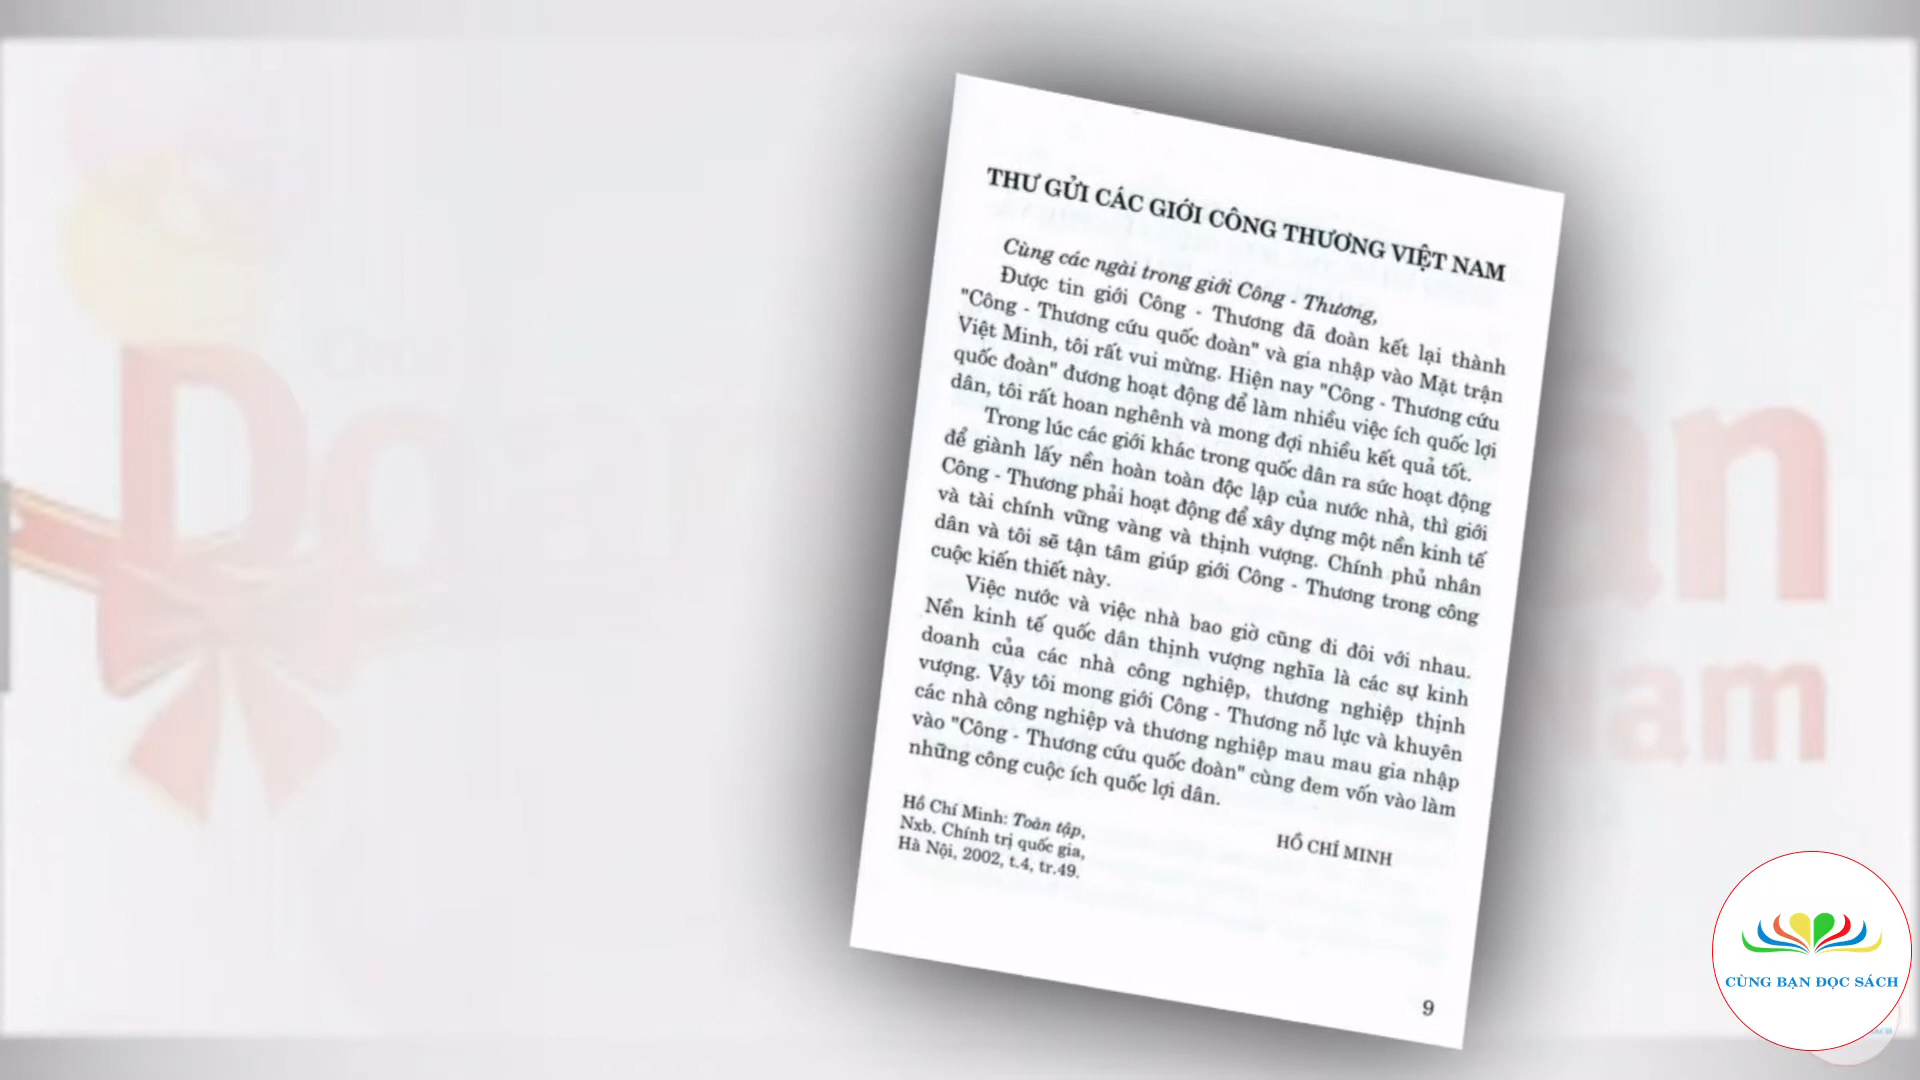 THƯ GỬI CÁC GIỚI CÔNG THƯƠNG VIỆT NAM
Cùng các ngài trong giới Công - Thương,
Được tin giới Công - Thương đã đoàn kết lại thành
"Công - Thương cứu quốc đoàn" và gia nhập vào Mặt trận
Việt Minh, tôi rất vui mừng. Hiện nay "Công - Thương cứu
quốc đoàn" đương hoạt động để làm nhiều việc ích quốc lợi
dân, tôi rất hoan nghênh và mong đợi nhiều kết quả tốt.
Trong lúc các giới khác trong quốc dân ra sức hoạt động
để giành lấy nền hoàn toàn độc lập của nước nhà, thì giới
Công - Thương phải hoạt động để xây dựng một nền kinh tế
và tài chính vững vàng và thịnh vượng. Chính phủ nhân
dân và tôi sẽ tận tâm giúp giới Công - Thương trong công
cuộc kiến thiết này.
Việc nước và việc nhà bao giờ cũng đi đôi với nhau.
Nền kinh tế quốc dân thịnh vượng nghĩa là các sự kinh
doanh của các nhà công nghiệp, thương nghiệp thịnh
vượng. Vậy tôi mong giới Công - Thương nỗ lực và khuyên
các nhà công nghiệp và thương nghiệp mau mau gia nhập
vào "Công - Thương cứu quốc đoàn" cùng đem vốn vào làm
những công cuộc ích quốc lợi dân.
HỒ CHÍ MINH
Hồ Chí Minh: Toàn tập,
Nxb. Chính trị quốc gia,
Hà Nội, 2002, t.4, tr.49.
9
CÙNG BẠN ĐỌC SÁCH